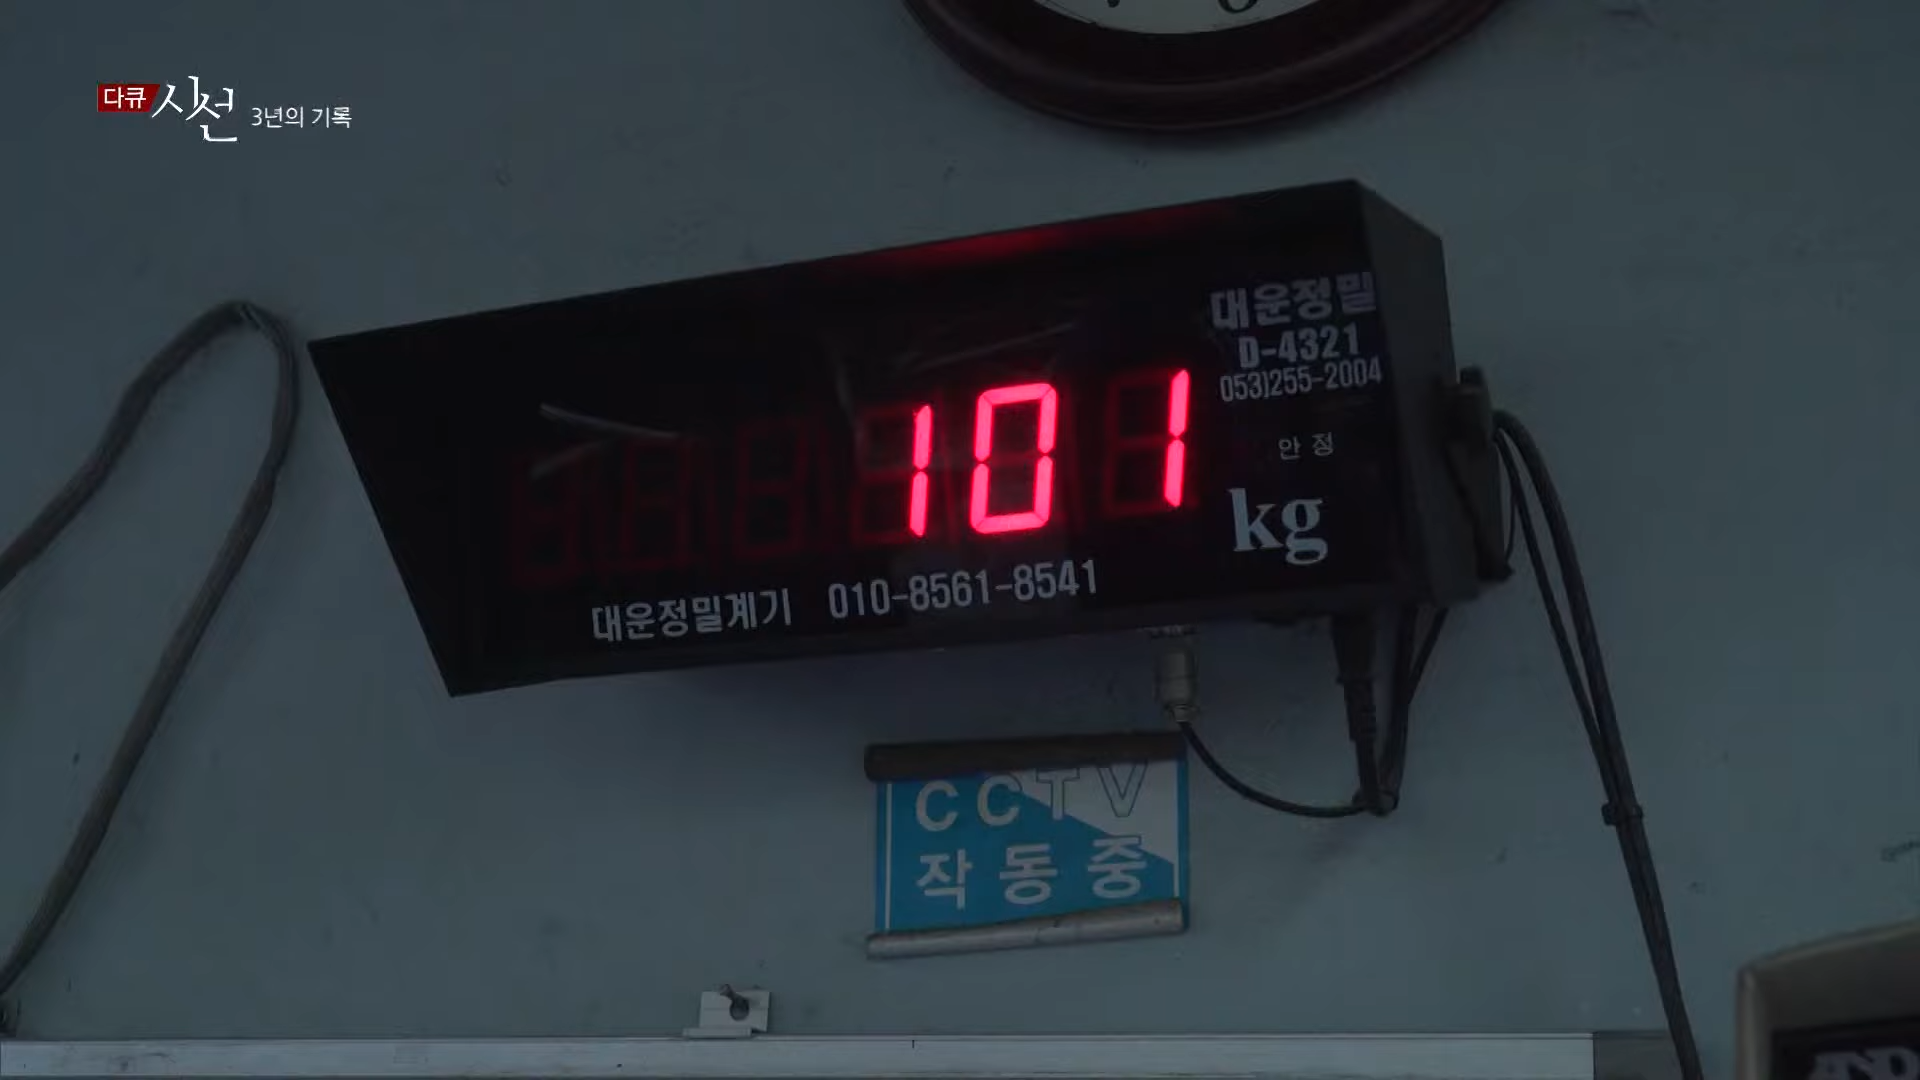 다큐 시선 3년의 기록
대운정밀
D-4321
053)255-2004
101
안정
kg
대운정밀계기 010-8561-8541
CCTV
작동중
AND